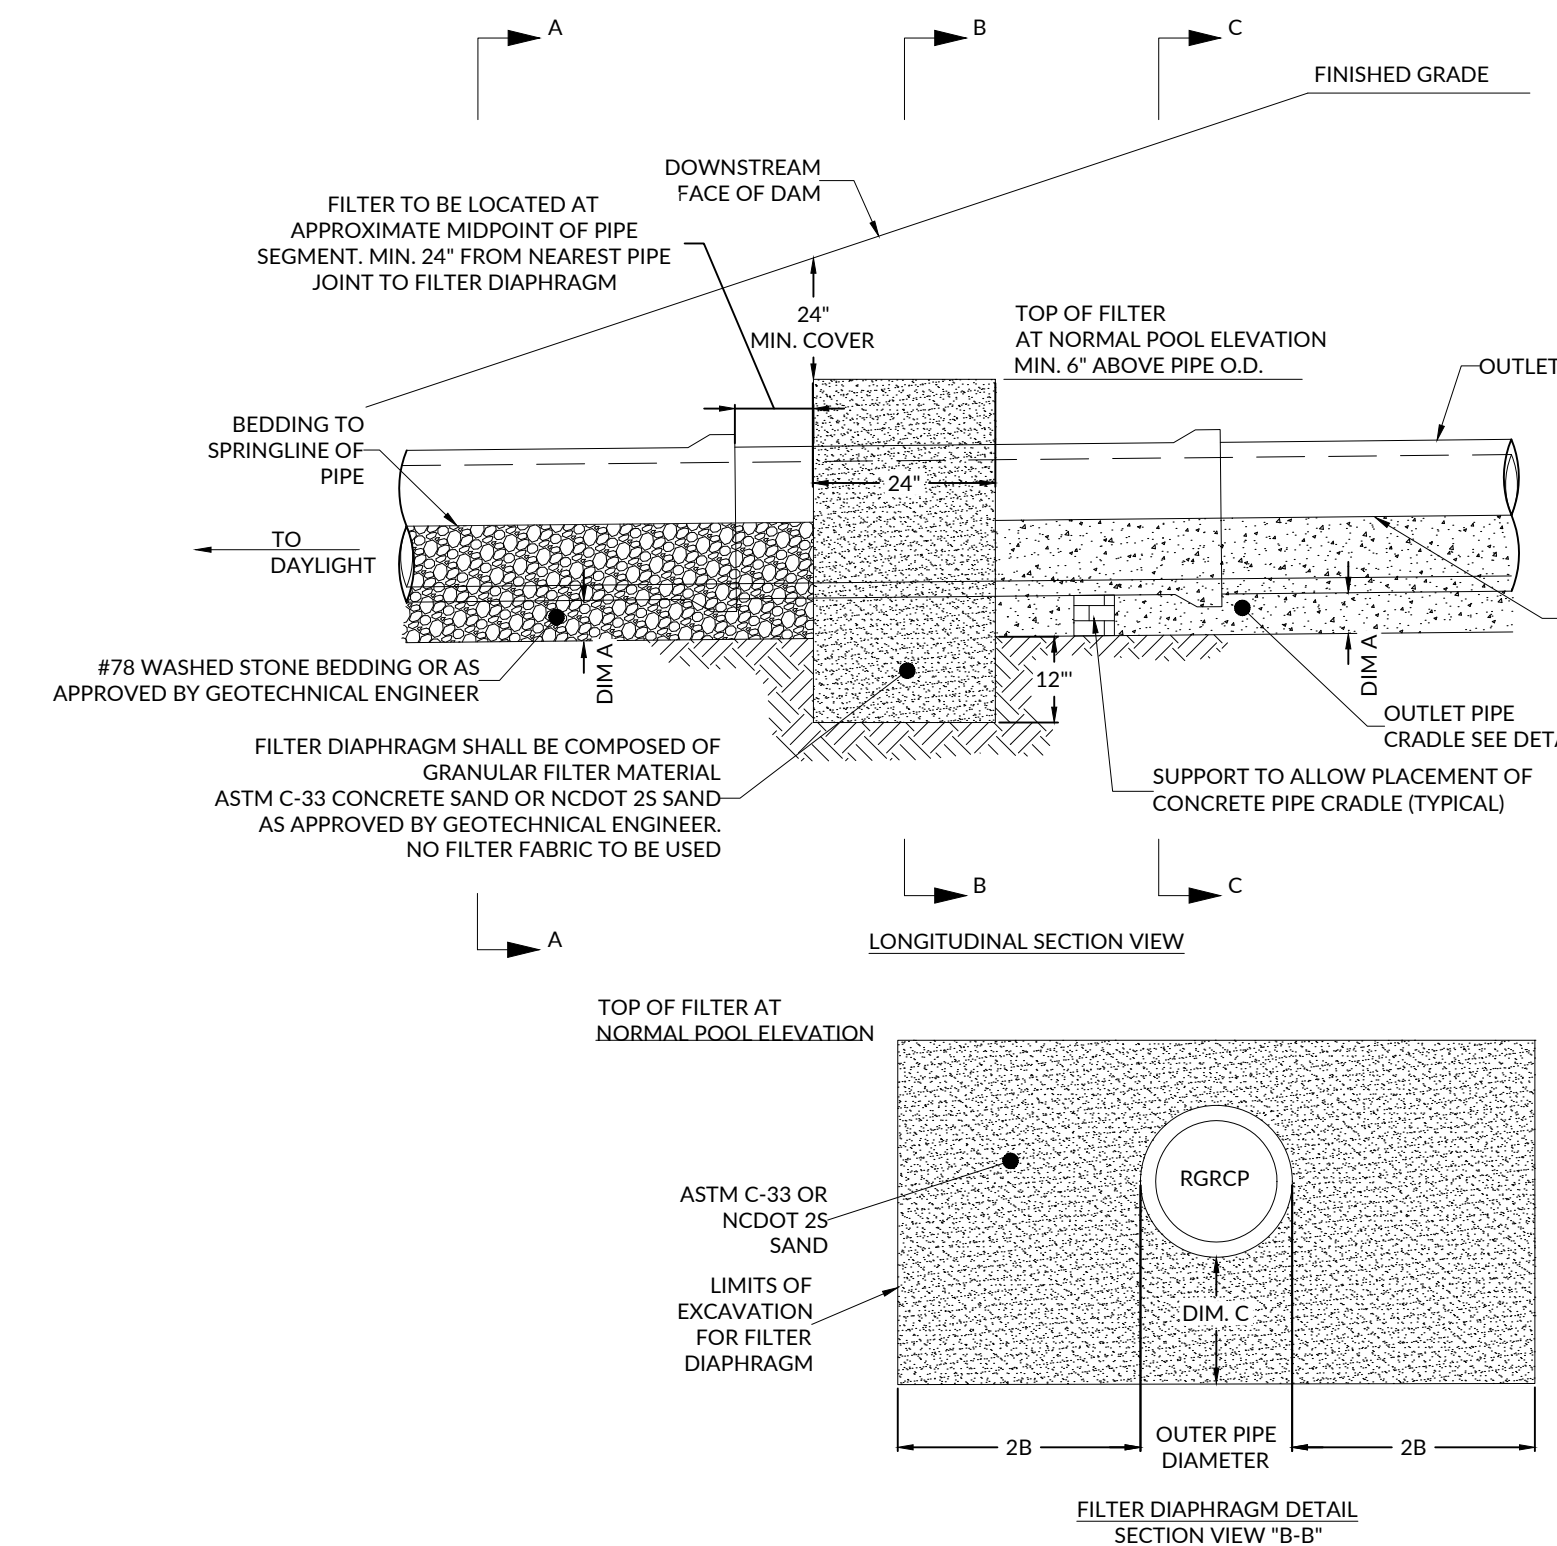 A
B
C
FINISHED GRADE
DOWNSTREAM
FACE OF DAM
FILTER TO BE LOCATED AT
APPROXIMATE MIDPOINT OF PIPE
SEGMENT. MIN. 24" FROM NEAREST PIPE
JOINT TO FILTER DIAPHRAGM
24"
MIN. COVER
TOP OF FILTER
AT NORMAL POOL ELEVATION
MIN. 6" ABOVE PIPE O.D.
OUTLET
BEDDING TO
SPRINGLINE OF
PIPE
24"
TO
DAYLIGHT
#78 WASHED STONE BEDDING OR AS
APPROVED BY GEOTECHNICAL ENGINEER
DIM A
12"'
DIM A
OUTLET PIPE
CRADLE SEE DETA
FILTER DIAPHRAGM SHALL BE COMPOSED OF
GRANULAR FILTER MATERIAL
ASTM C-33 CONCRETE SAND OR NCDOT 2S SAND
AS APPROVED BY GEOTECHNICAL ENGINEER.
NO FILTER FABRIC TO BE USED
SUPPORT TO ALLOW PLACEMENT OF
CONCRETE PIPE CRADLE (TYPICAL)
B
C
A
LONGITUDINAL SECTION VIEW
TOP OF FILTER AT
NORMAL POOL ELEVATION
RGRCP
ASTM C-33 OR
NCDOT 2S
SAND
LIMITS OF
EXCAVATION
FOR FILTER
DIAPHRAGM
DIM. C
2B
OUTER PIPE
DIAMETER
2B
FILTER DIAPHRAGM DETAIL
SECTION VIEW "B-B"